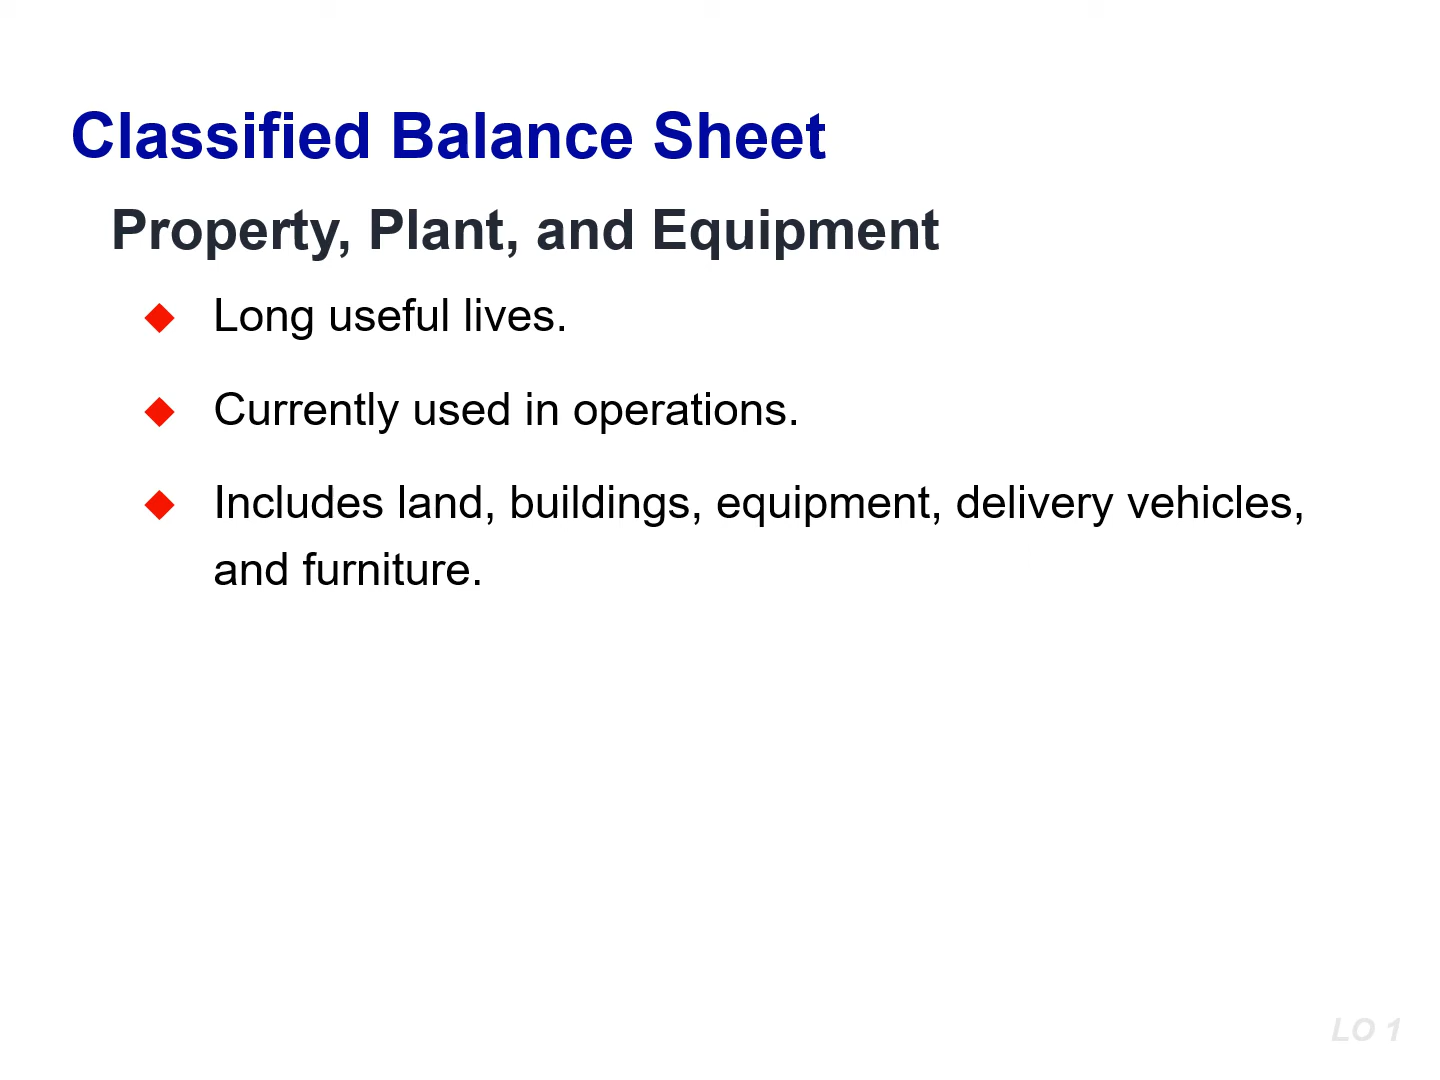 Classified Balance Sheet
Property, Plant, and Equipment
Long useful lives.
Currently used in operations.
Includes land, buildings, equipment, delivery vehicles,
and furniture.
LO 1